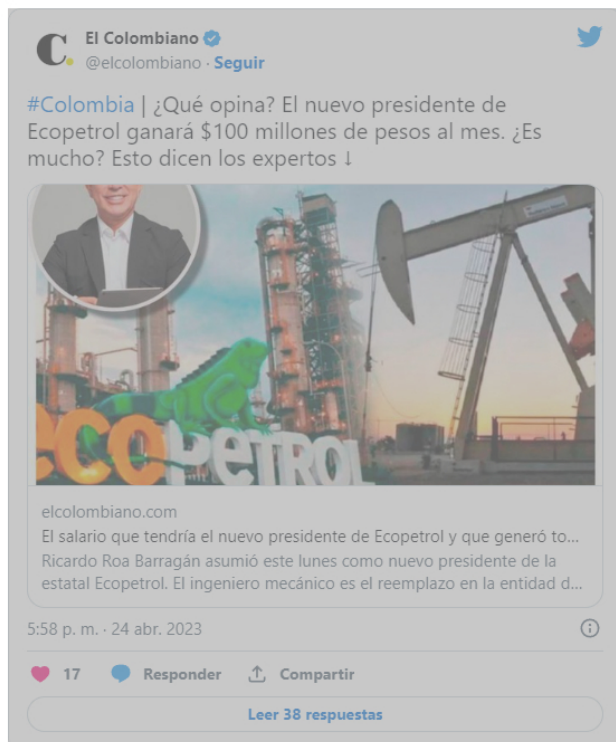 El Colombiano
@elcolombiano · Seguir
#Colombia | ¿Qué opina? El nuevo presidente de
Ecopetrol ganará $100 millones de pesos al mes. ¿Es
mucho? Esto dicen los expertos ↓
ecopetrol
elcolombiano.com
El salario que tendría el nuevo presidente de Ecopetrol y que generó to...
Ricardo Roa Barragán asumió este lunes como nuevo presidente de la
estatal Ecopetrol. El ingeniero mecánico es el reemplazo en la entidad d...
5:58 p. m. · 24 abr. 2023
17 Responder Compartir
Leer 38 respuestas